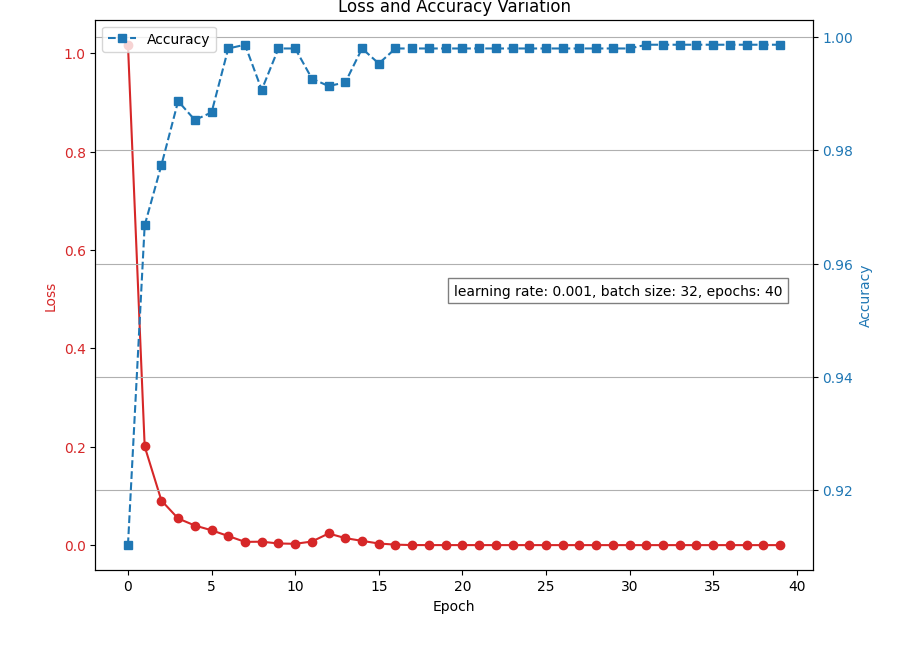 Loss and Accuracy Variation
Accuracy
1.0
0.8
0.6
0.4
0.2
0.0
Loss
learning rate: 0.001, batch size: 32, epochs: 40
1.00
0.98
0.96
0.94
0.92
Accuracy
0 5 10 15 20 25 30 35 40
Epoch